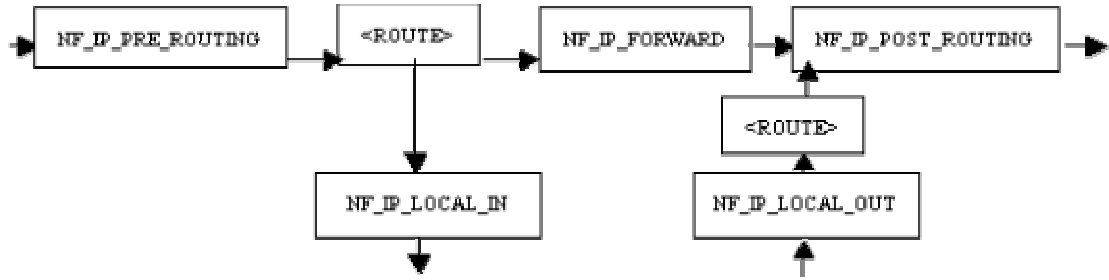 NF_IP_PRE_ROUTING
<ROUTE>
NF_IP_FORWARD
NF_IP_POST_ROUTING
<ROUTE>
NF_IP_LOCAL_IN
NF_IP_LOCAL_OUT